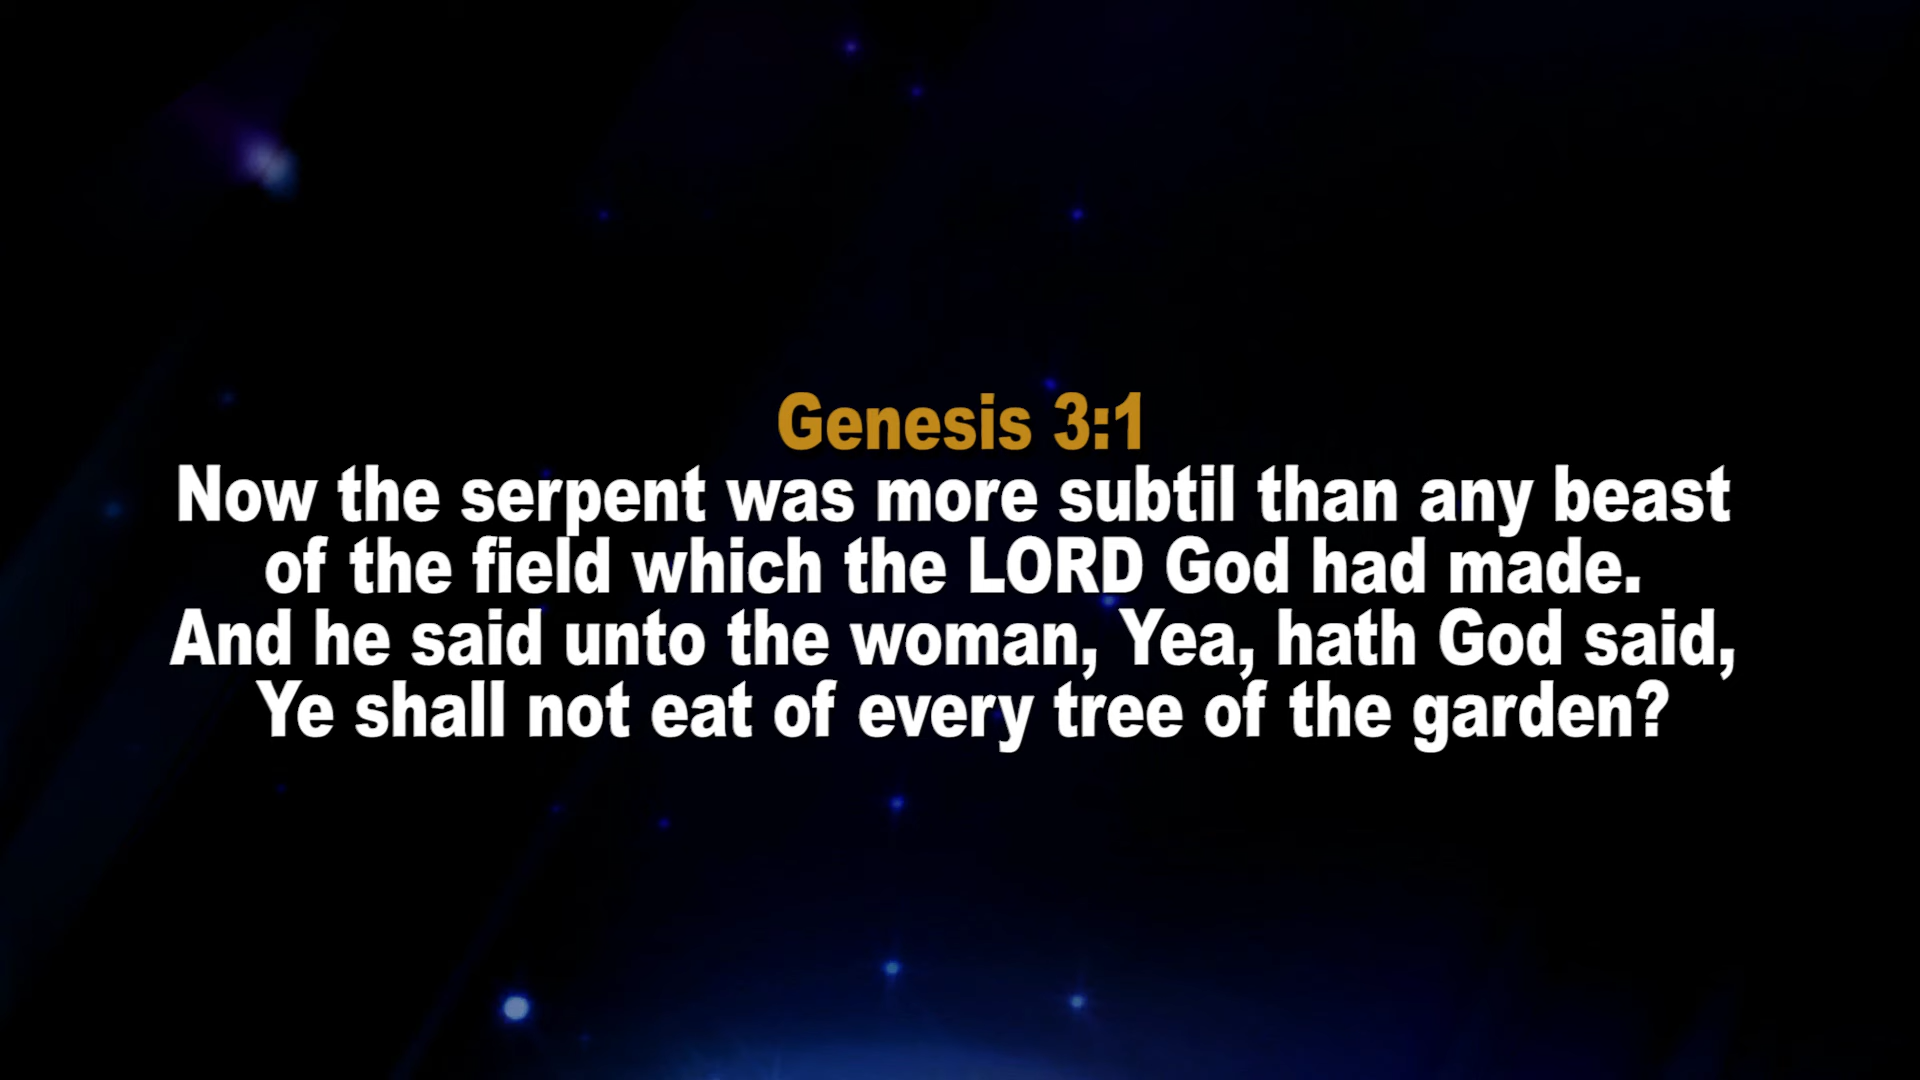 Genesis 3:1
Now the serpent was more subtil than any beast
of the field which the LORD God had made.
And he said unto the woman, Yea, hath God said,
Ye shall not eat of every tree of the garden?